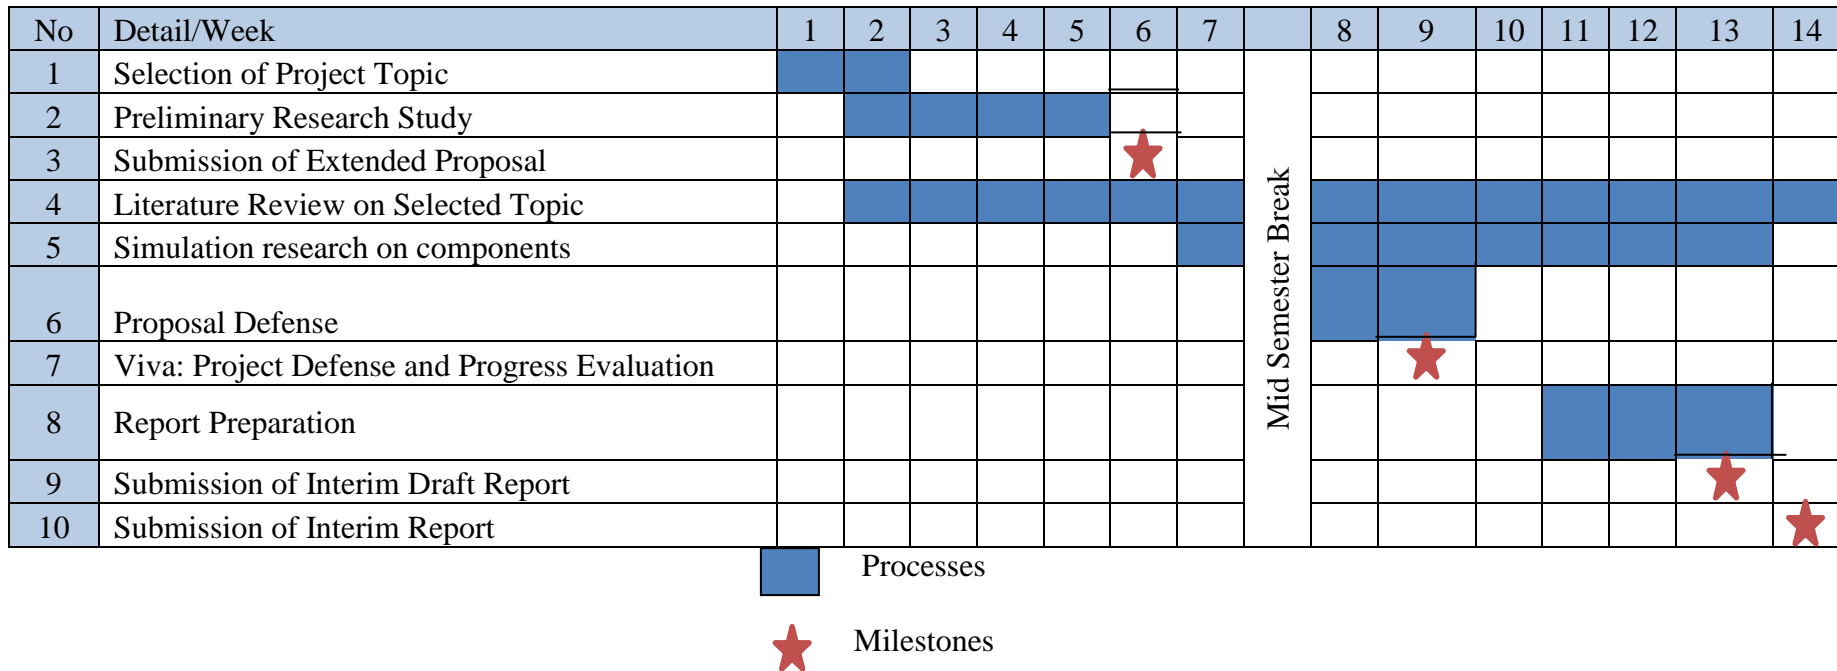 No Detail/Week 1 2 3 4 5 6 7 8 9 10 11 12 13 14
1 Selection of Project Topic
2 Preliminary Research Study
3 Submission of Extended Proposal
4 Literature Review on Selected Topic
5 Simulation research on components
6 Proposal Defense
7 Viva: Project Defense and Progress Evaluation
8 Report Preparation
9 Submission of Interim Draft Report
10 Submission of Interim Report
Mid Semester Break
Processes
Milestones